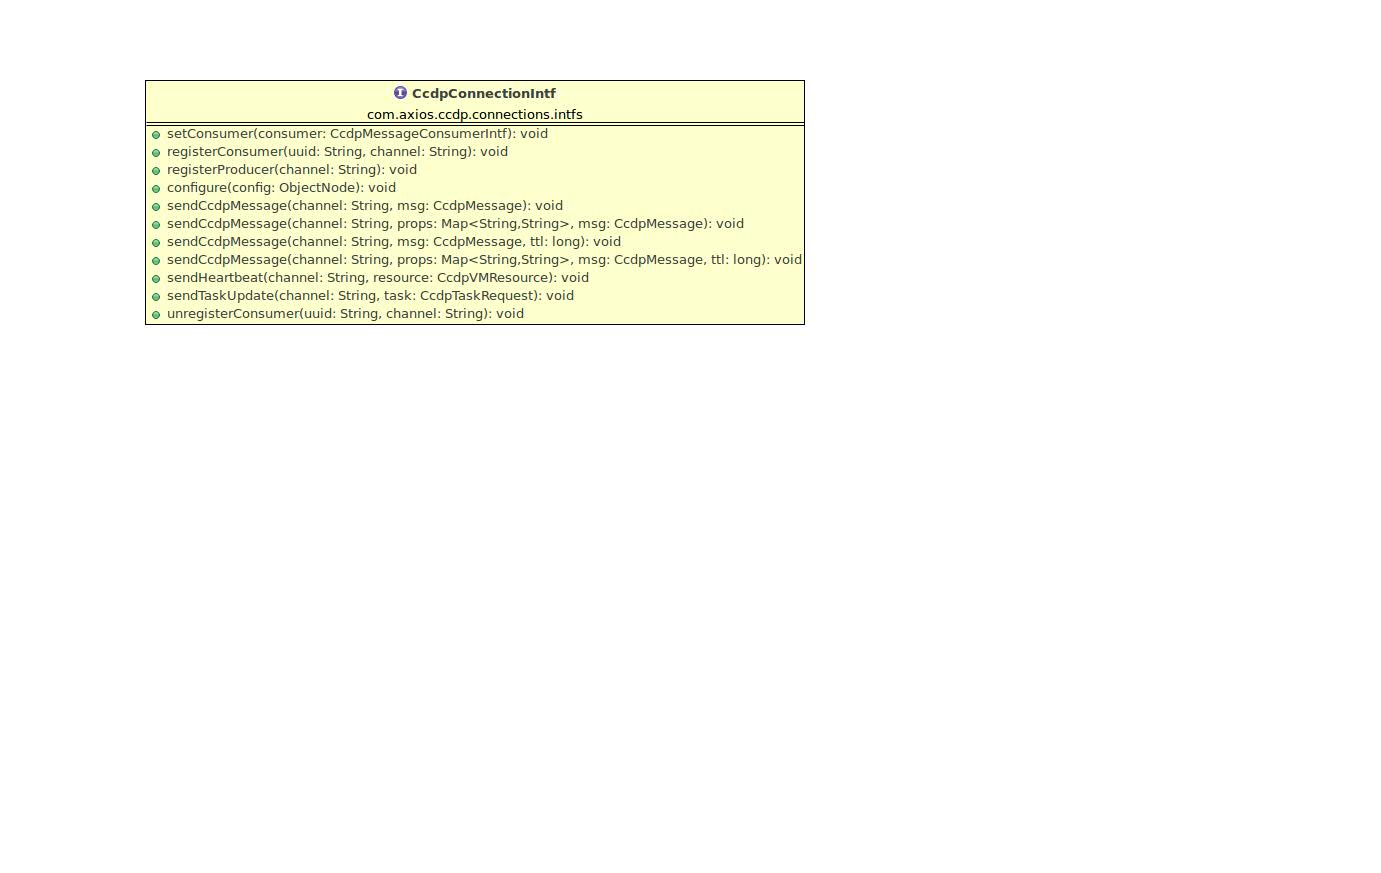 CcdpConnectionIntf
com.axios.ccdp.connections.intfs
setConsumer(consumer: CcdpMessageConsumerIntf): void
registerConsumer(uuid: String, channel: String): void
registerProducer(channel: String): void
configure(config: ObjectNode): void
sendCcdpMessage(channel: String, msg: CcdpMessage): void
sendCcdpMessage(channel: String, props: Map<String,String>, msg: CcdpMessage): void
sendCcdpMessage(channel: String, msg: CcdpMessage, ttl: long): void
sendCcdpMessage(channel: String, props: Map<String,String>, msg: CcdpMessage, ttl: long): void
sendHeartbeat(channel: String, resource: CcdpVMResource): void
sendTaskUpdate(channel: String, task: CcdpTaskRequest): void
unregisterConsumer(uuid: String, channel: String): void